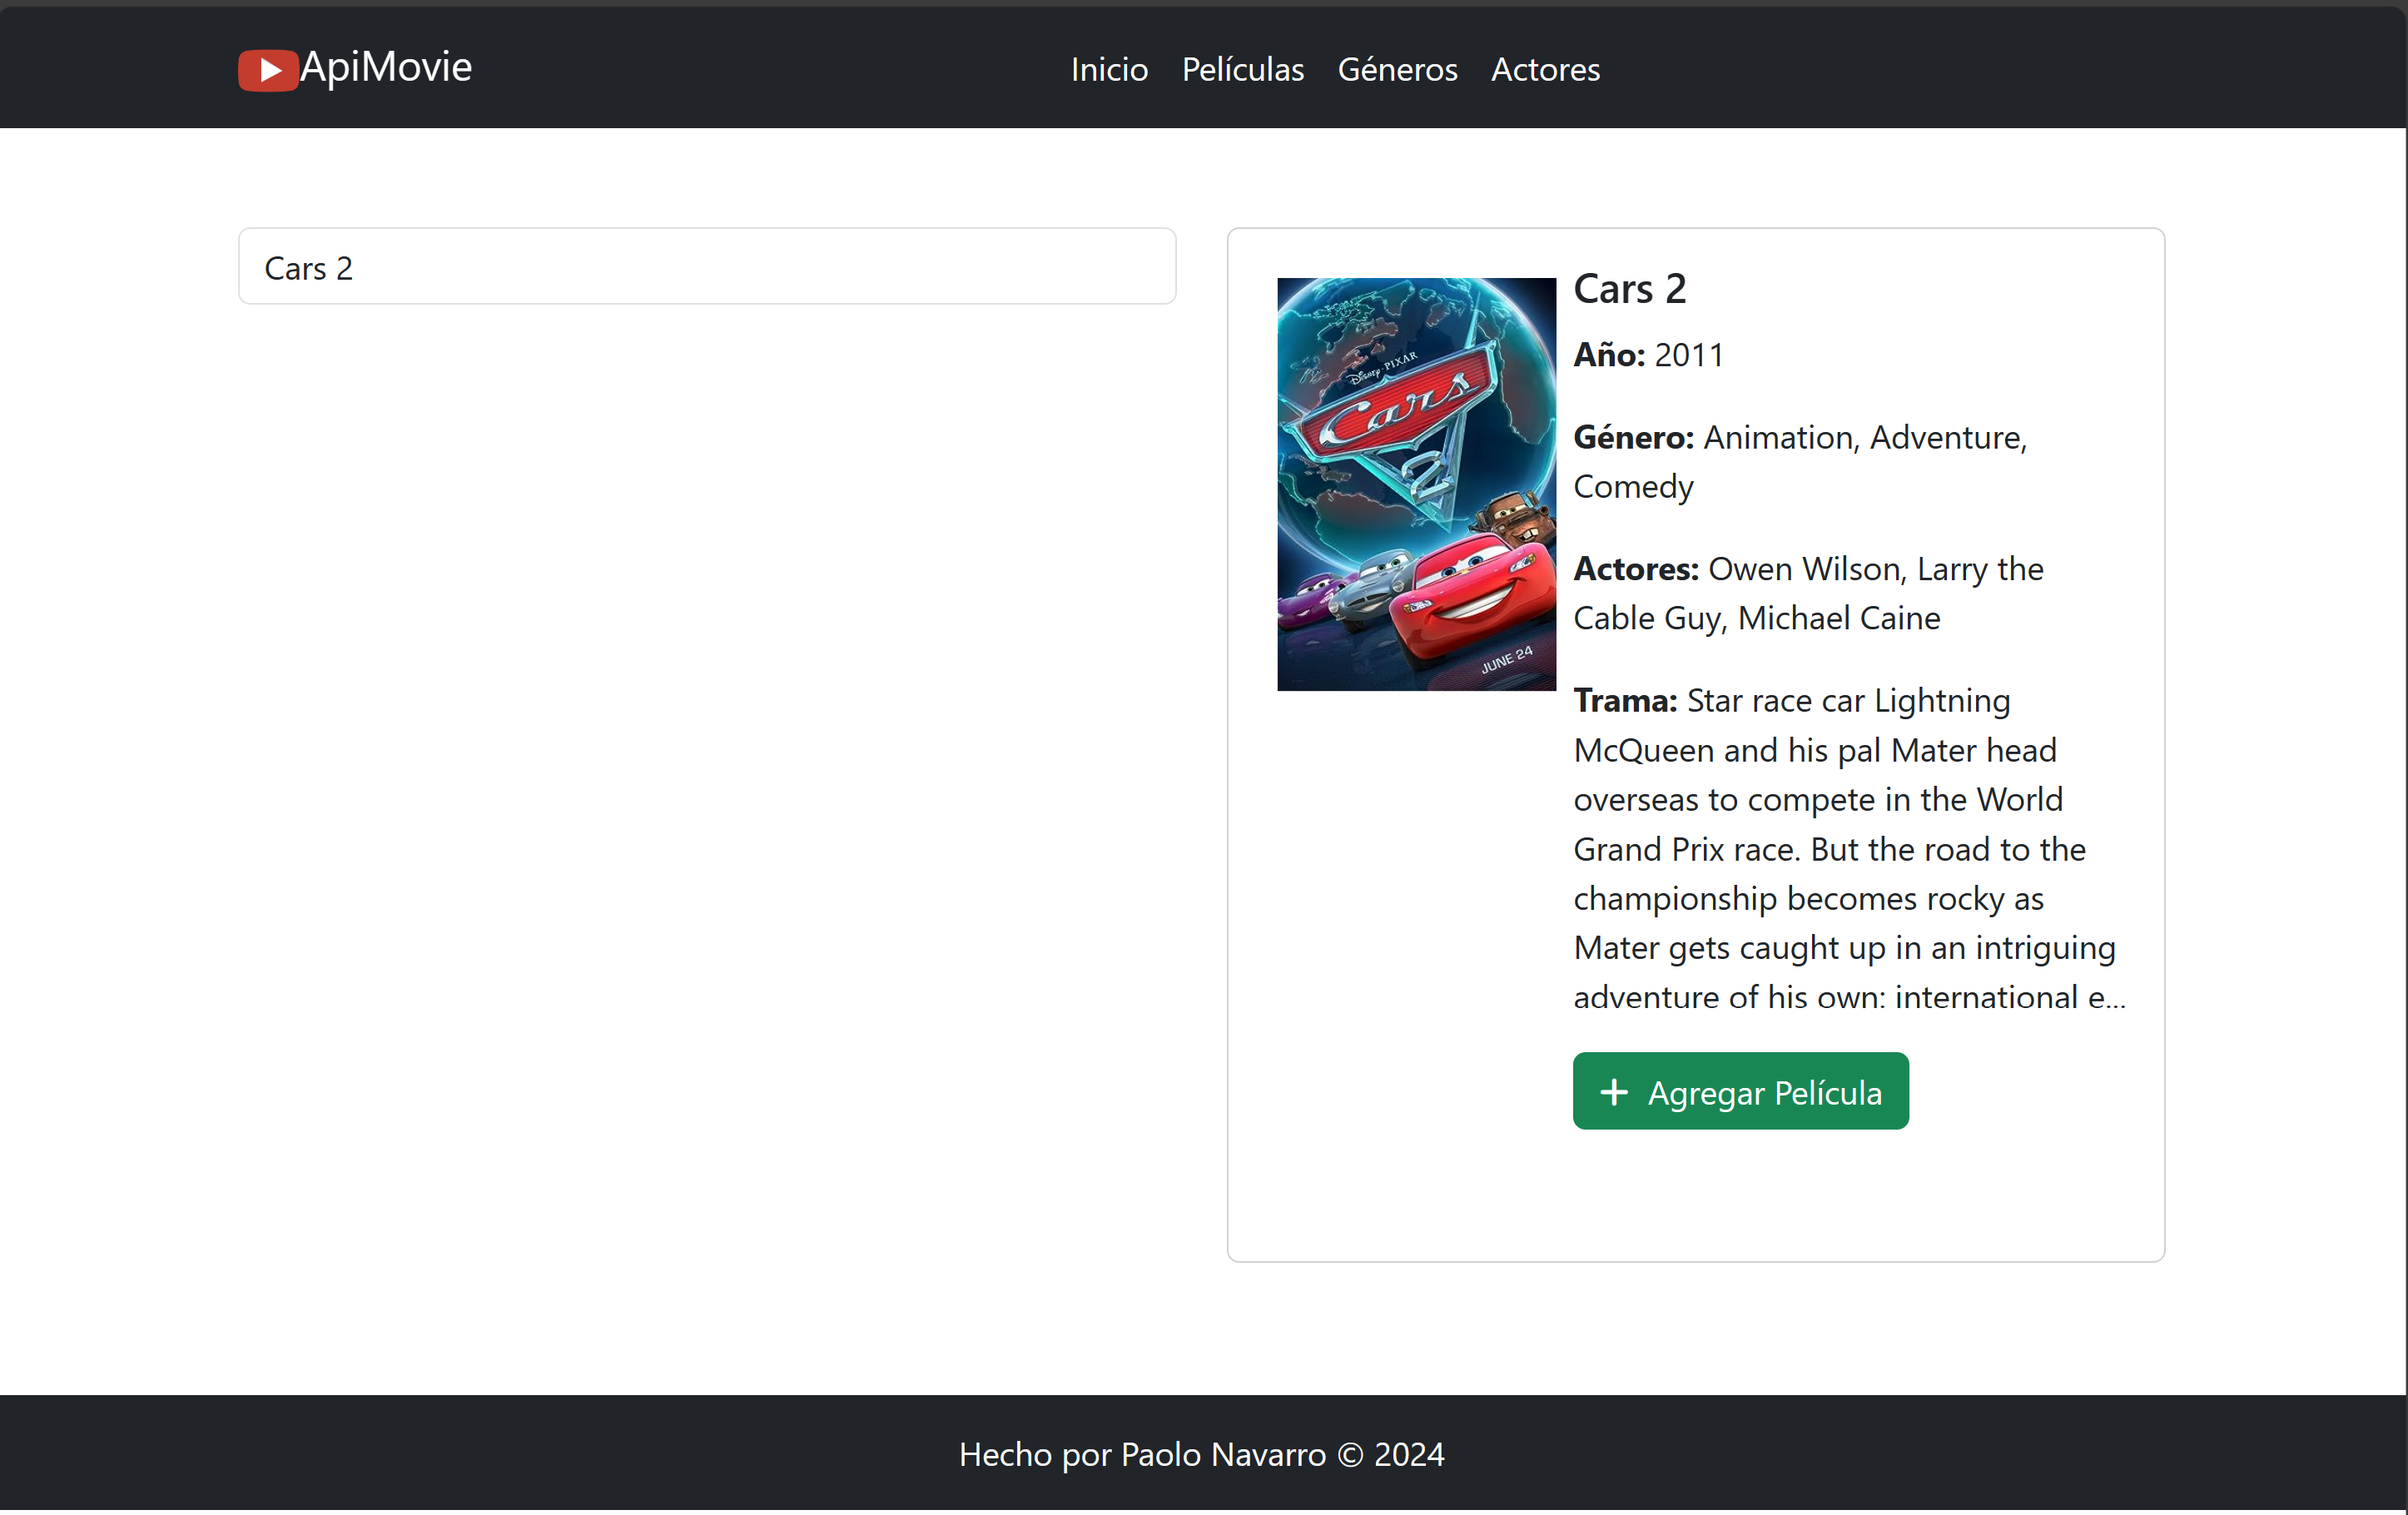 ApiMovie
Inicio Películas Géneros Actores
Cars 2
Disney · PIXAR
Cars
2
JUNE 24
Cars 2
Año: 2011
Género: Animation, Adventure,
Comedy
Actores: Owen Wilson, Larry the
Cable Guy, Michael Caine
Trama: Star race car Lightning
McQueen and his pal Mater head
overseas to compete in the World
Grand Prix race. But the road to the
championship becomes rocky as
Mater gets caught up in an intriguing
adventure of his own: international e...
+ Agregar Película
Hecho por Paolo Navarro © 2024